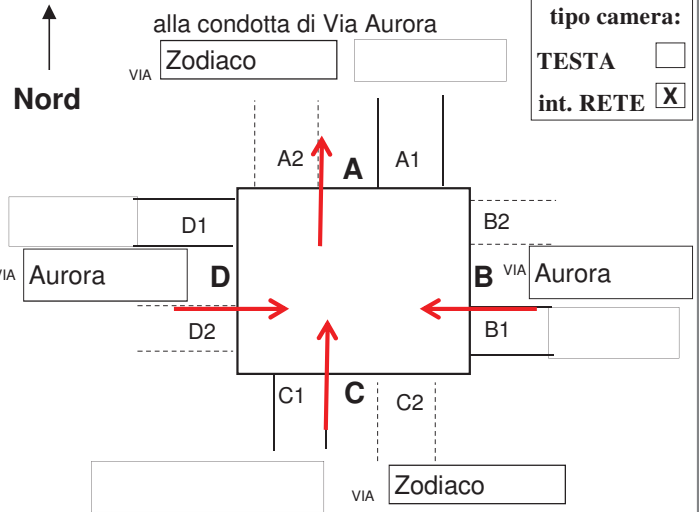 tipo camera:
alla condotta di Via Aurora
VIA Zodiaco
TESTA
Nord
int. RETE X
A2 A A1
D1 B2
VIA Aurora D B VIA Aurora
D2 B1
C1 C C2
VIA Zodiaco